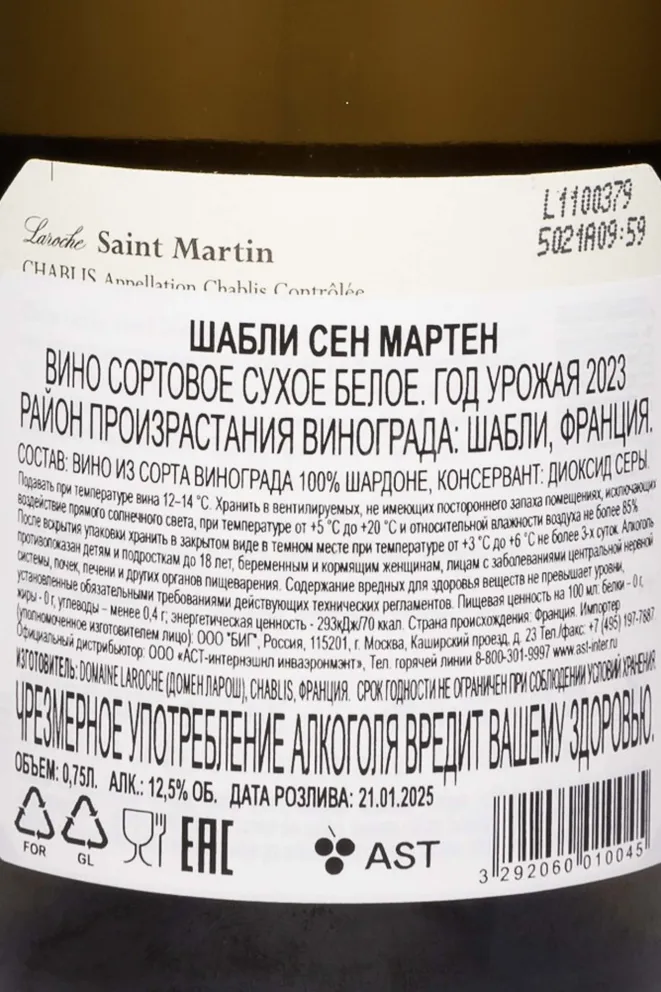 L1100379
5021A09:59
Laroche Saint Martin
CHABLIS Appellation Chablis Contrôlée
ШАБЛИ СЕН МАРТЕН
ВИНО СОРТОВОЕ СУХОЕ БЕЛОЕ. ГОД УРОЖАЯ 2023
РАЙОН ПРОИЗРАСТАНИЯ ВИНОГРАДА: ШАБЛИ, ФРАНЦИЯ.
СОСТАВ: ВИНО ИЗ СОРТА ВИНОГРАДА 100% ШАРДОНЕ, КОНСЕРВАНТ: ДИОКСИД СЕРЫ.
Подавать при температуре вина 12–14 °С. Хранить в вентилируемых, не имеющих постороннего запаха помещениях, исключающих
воздействие прямого солнечного света, при температуре от +5 °С до +20 °С и относительной влажности воздуха не более 85%
После вскрытия упаковки хранить в закрытом виде в темном месте при температуре от +3 °С до +6 °С не более 3-х суток. Алкоголь
противопоказан детям и подросткам до 18 лет, беременным и кормящим женщинам, лицам с заболеваниями центральной нервной
системы, почек, печени и других органов пищеварения. Содержание вредных для здоровья веществ не превышает уровни,
установленные обязательными требованиями действующих технических регламентов. Пищевая ценность на 100 мл: белки - 0 г,
жиры - 0 г, углеводы - менее 0,4 г; энергетическая ценность - 293кДж/70 ккал. Страна происхождения: Франция. Импортер
(уполномоченное изготовителем лицо): ООО "БИГ", Россия, 115201, г. Москва, Каширский проезд, д. 23 Тел./факс: +7 (495) 197-7887
Официальный дистрибьютор: ООО «АСТ-интернэшнл инваэронмэнт», Тел. горячей линии 8-800-301-9997 www.ast-inter.ru
ИЗГОТОВИТЕЛЬ: DOMAINE LAROCHE (ДОМЕН ЛАРОШ), CHABLIS, ФРАНЦИЯ. СРОК ГОДНОСТИ НЕ ОГРАНИЧЕН ПРИ СОБЛЮДЕНИИ УСЛОВИЙ ХРАНЕНИЯ
ЧРЕЗМЕРНОЕ УПОТРЕБЛЕНИЕ АЛКОГОЛЯ ВРЕДИТ ВАШЕМУ ЗДОРОВЬЮ.
ОБЪЕМ: 0,75Л. АЛК.: 12,5% ОБ. ДАТА РОЗЛИВА: 21.01.2025
FOR GL EAC AST
3 292060 010045